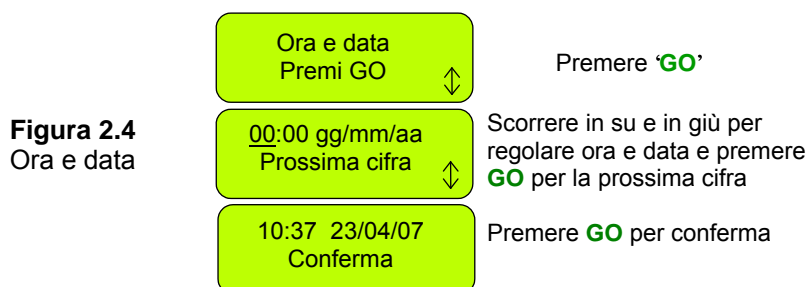 Ora e data
Premi GO
Premere ‘GO’
Figura 2.4
Ora e data
00:00 gg/mm/aa
Prossima cifra
Scorrere in su e in giù per
regolare ora e data e premere
GO per la prossima cifra
10:37 23/04/07
Conferma
Premere GO per conferma